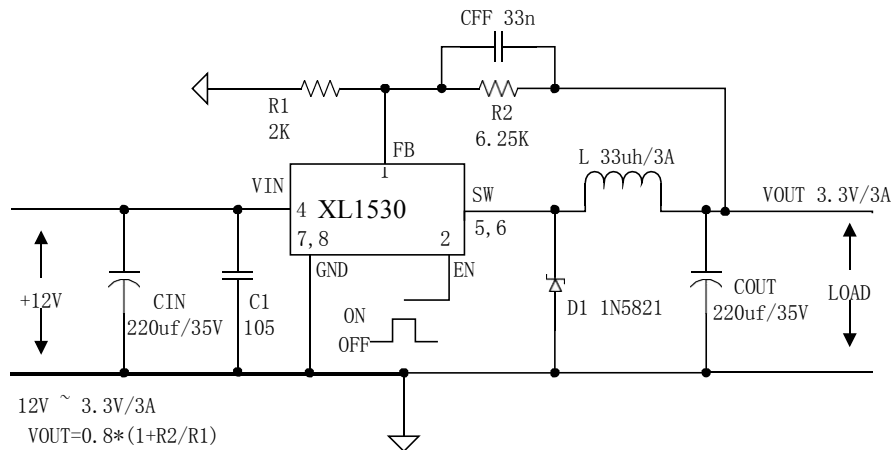 CFF 33n
R1
2K
R2
6.25K
FB
1
L 33uh/3A
VIN
SW
VOUT 3.3V/3A
4
XL1530
5,6
7,8
2
GND
EN
+12V
CIN
220uf/35V
C1
105
ON
OFF
D1 1N5821
COUT
220uf/35V
LOAD
12V ~ 3.3V/3A
VOUT=0.8*(1+R2/R1)